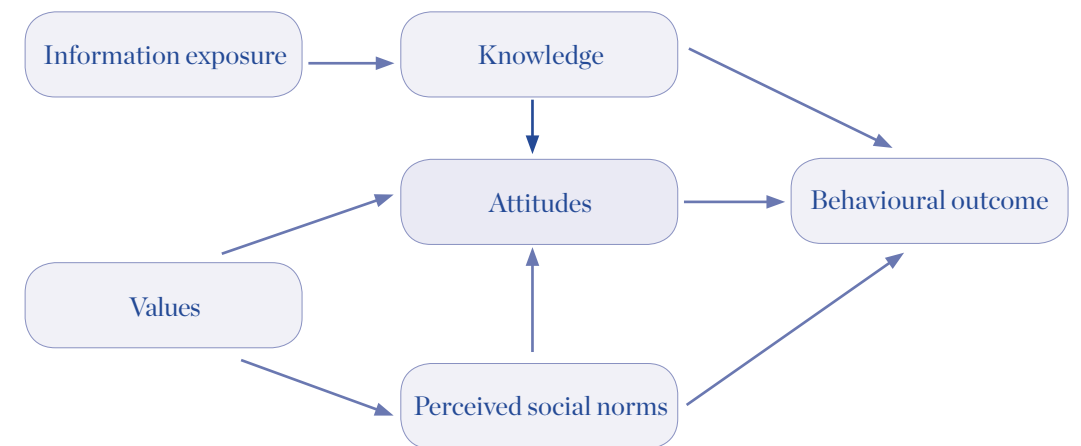 Information exposure
Knowledge
Attitudes
Behavioural outcome
Values
Perceived social norms